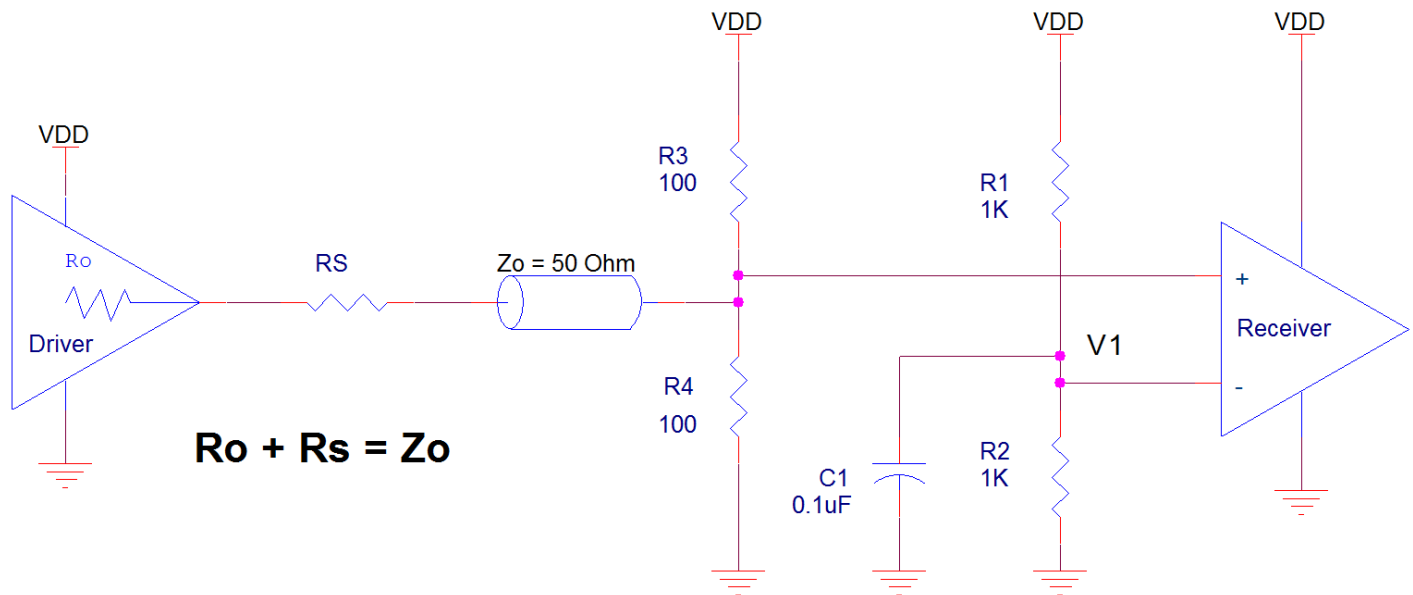 VDD
VDD
VDD
VDD
R3
100
R1
1K
Ro
RS
Zo = 50 Ohm
+
Receiver
Driver
V1
-
R4
100
Ro + Rs = Zo
R2
1K
C1
0.1uF